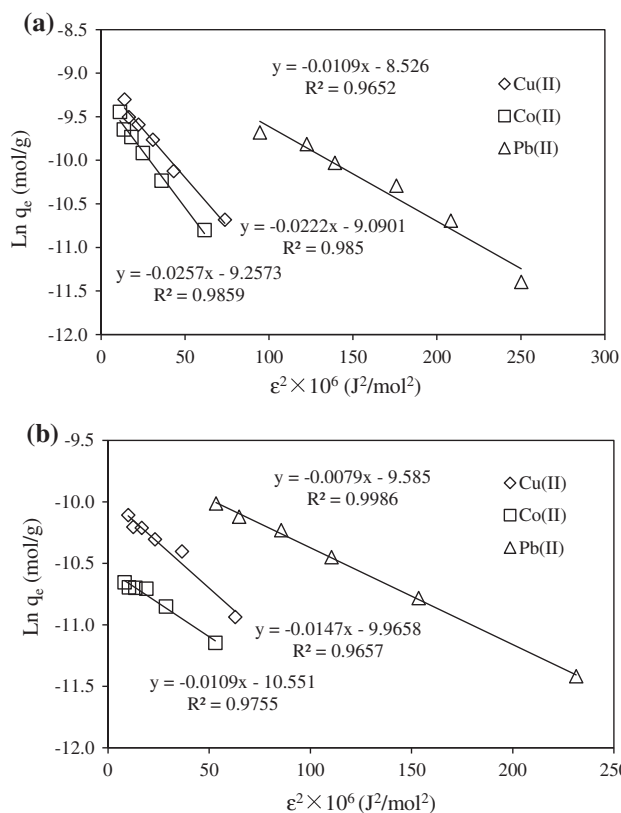 (a)
-8.5
-9.0
-9.5
-10.0
-10.5
-11.0
-11.5
-12.0
Ln qe (mol/g)
y = -0.0109x - 8.526
R² = 0.9652
Cu(II)
Co(II)
Pb(II)
y = -0.0222x - 9.0901
R² = 0.985
y = -0.0257x - 9.2573
R² = 0.9859
0 50 100 150 200 250 300
ε² × 10⁶ (J²/mol²)
(b)
-9.5
-10.0
-10.5
-11.0
-11.5
-12.0
Ln qe (mol/g)
y = -0.0079x - 9.585
R² = 0.9986
Cu(II)
Co(II)
Pb(II)
y = -0.0147x - 9.9658
R² = 0.9657
y = -0.0109x - 10.551
R² = 0.9755
0 50 100 150 200 250
ε² × 10⁶ (J²/mol²)